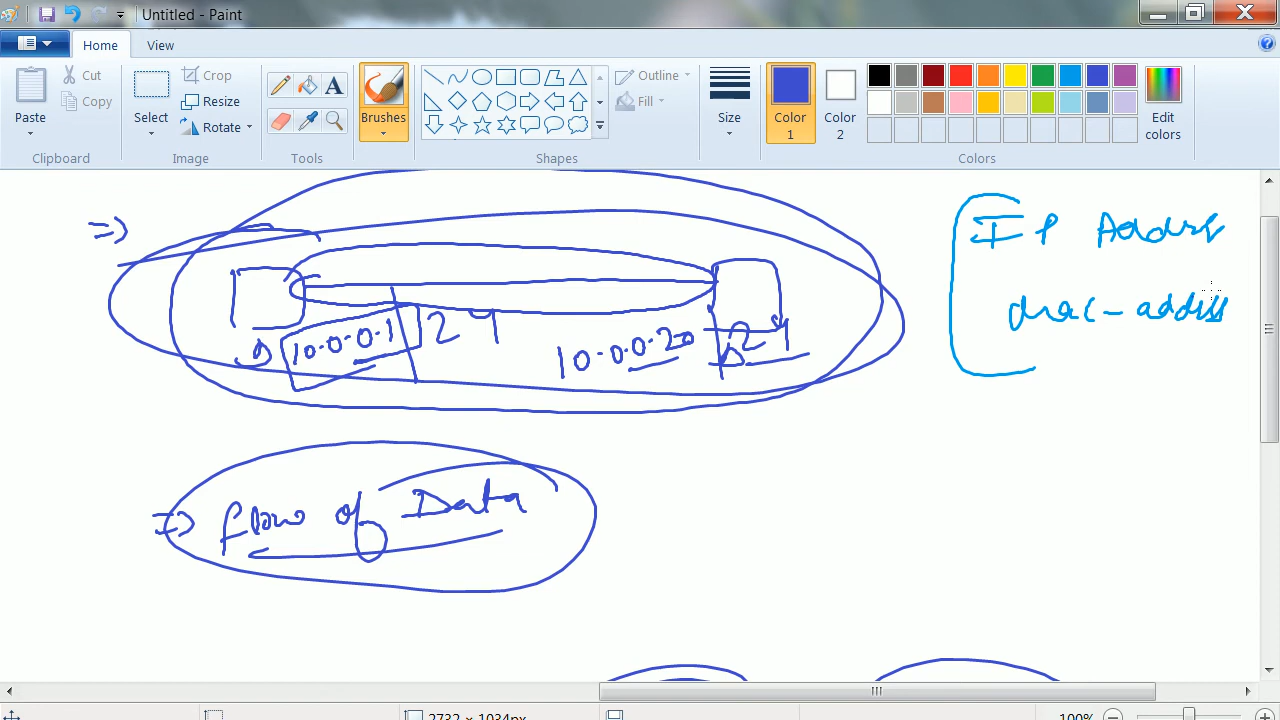 Untitled - Paint
Home View
Paste
Cut
Copy
Clipboard
Select
Crop
Resize
Rotate
Image
Tools
Brushes
Shapes
Outline
Fill
Size
Color 1
Color 2
Edit colors
Colors
=>
10.0.0.1 | 24
10.0.0.20 | 24
IP Address
mac-address
=> flow of Data
2732 × 1034px
100%